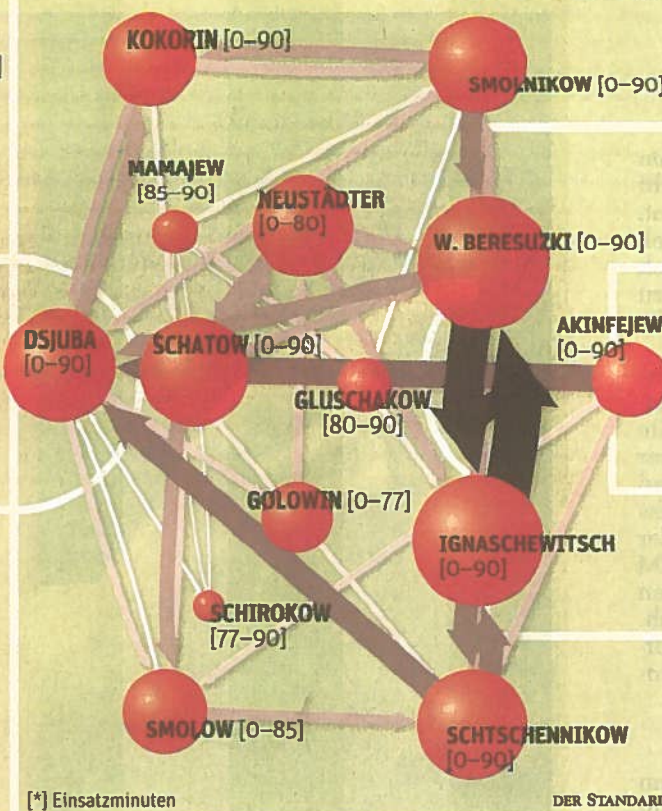 ]
KOKORIN [0–90]
SMOLNIKOW [0–90]
MAMAJEW
[85–90]
NEUSTÄDTER
[0–80]
W. BERESUZKI [0–90]
DSJUBA
[0–90]
SCHATOW [0–90]
AKINFEJEW
[0–90]
GLUSCHAKOW
[80–90]
GOLOWIN [0–77]
IGNASCHEWITSCH
[0–90]
SCHIROKOW
[77–90]
SMOLOW [0–85]
SCHTSCHENNIKOW
[0–90]
[*] Einsatzminuten
DER STANDARD